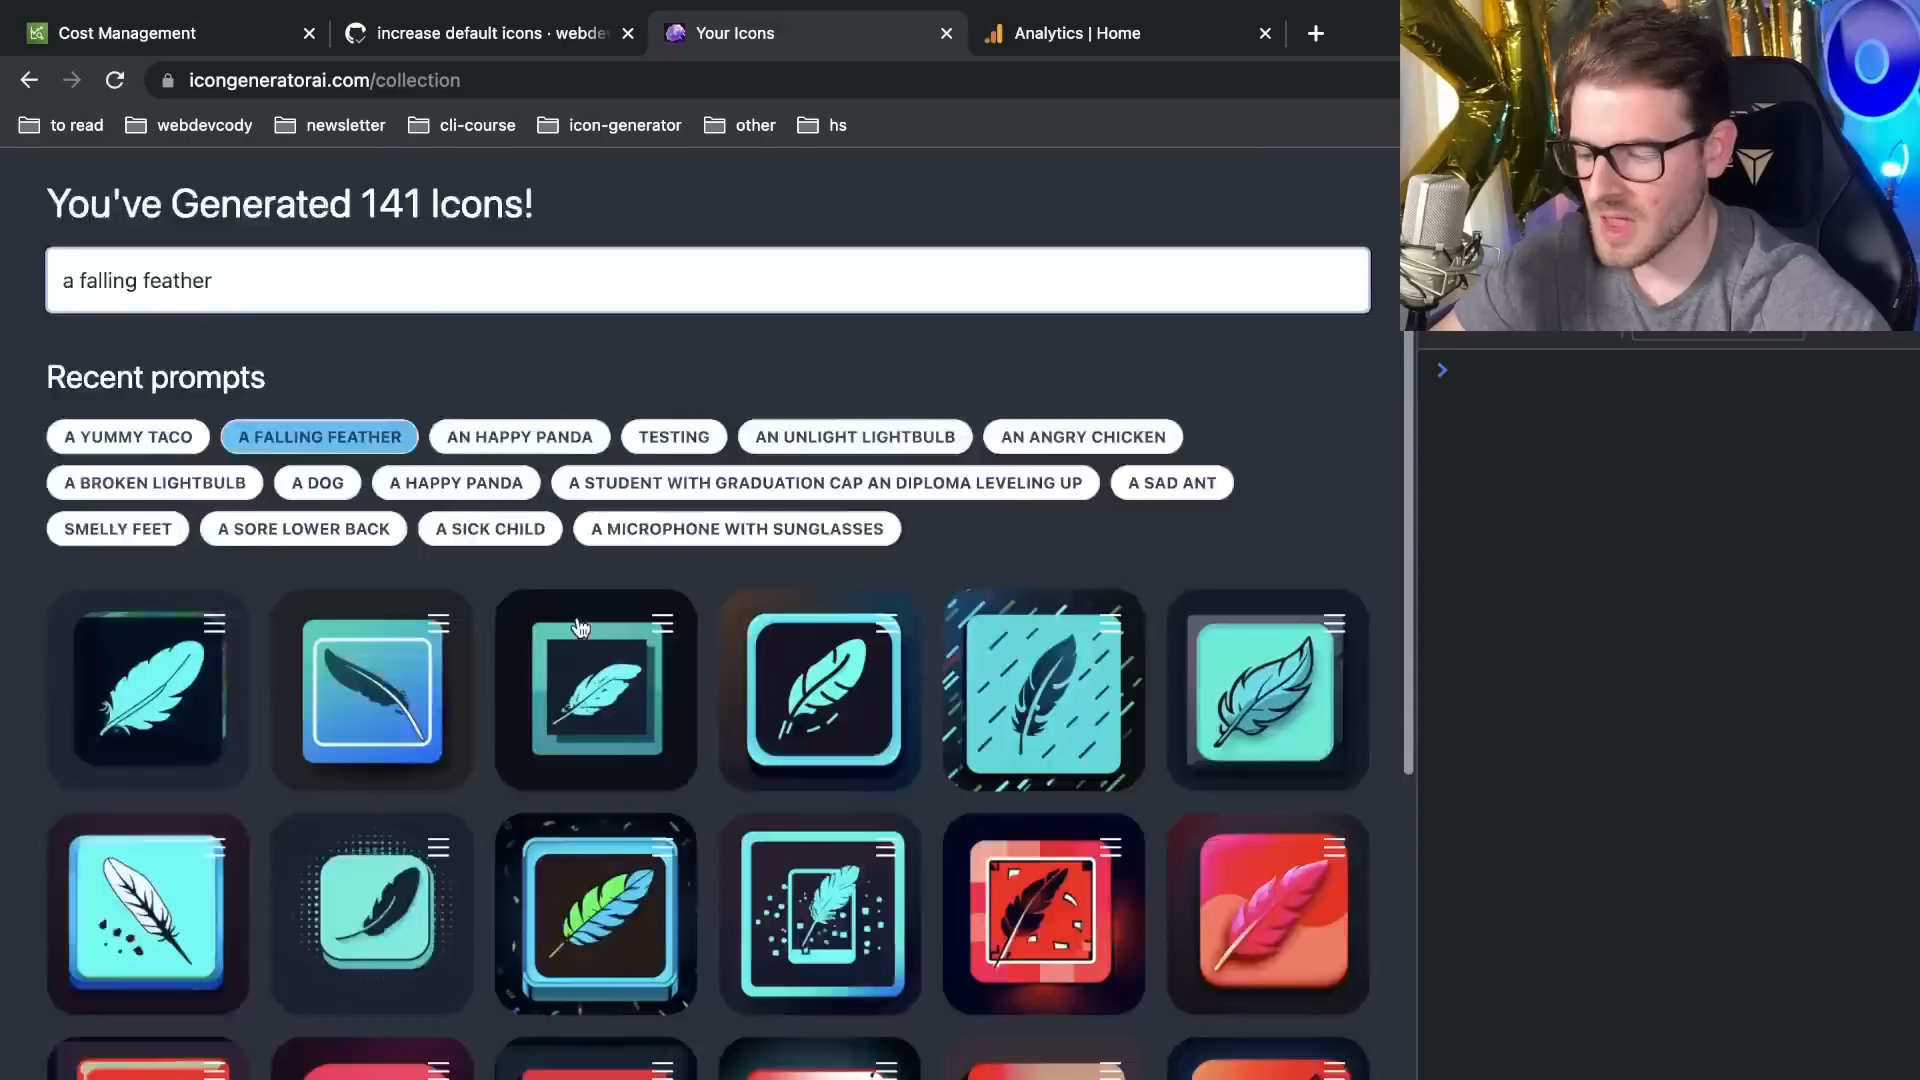 Cost Management
increase default icons · webde
Your Icons
Analytics | Home
icongeneratorai.com/collection
to read
webdevcody
newsletter
cli-course
icon-generator
other
hs
You've Generated 141 Icons!
a falling feather
Recent prompts
A YUMMY TACO
A FALLING FEATHER
AN HAPPY PANDA
TESTING
AN UNLIGHT LIGHTBULB
AN ANGRY CHICKEN
A BROKEN LIGHTBULB
A DOG
A HAPPY PANDA
A STUDENT WITH GRADUATION CAP AN DIPLOMA LEVELING UP
A SAD ANT
SMELLY FEET
A SORE LOWER BACK
A SICK CHILD
A MICROPHONE WITH SUNGLASSES